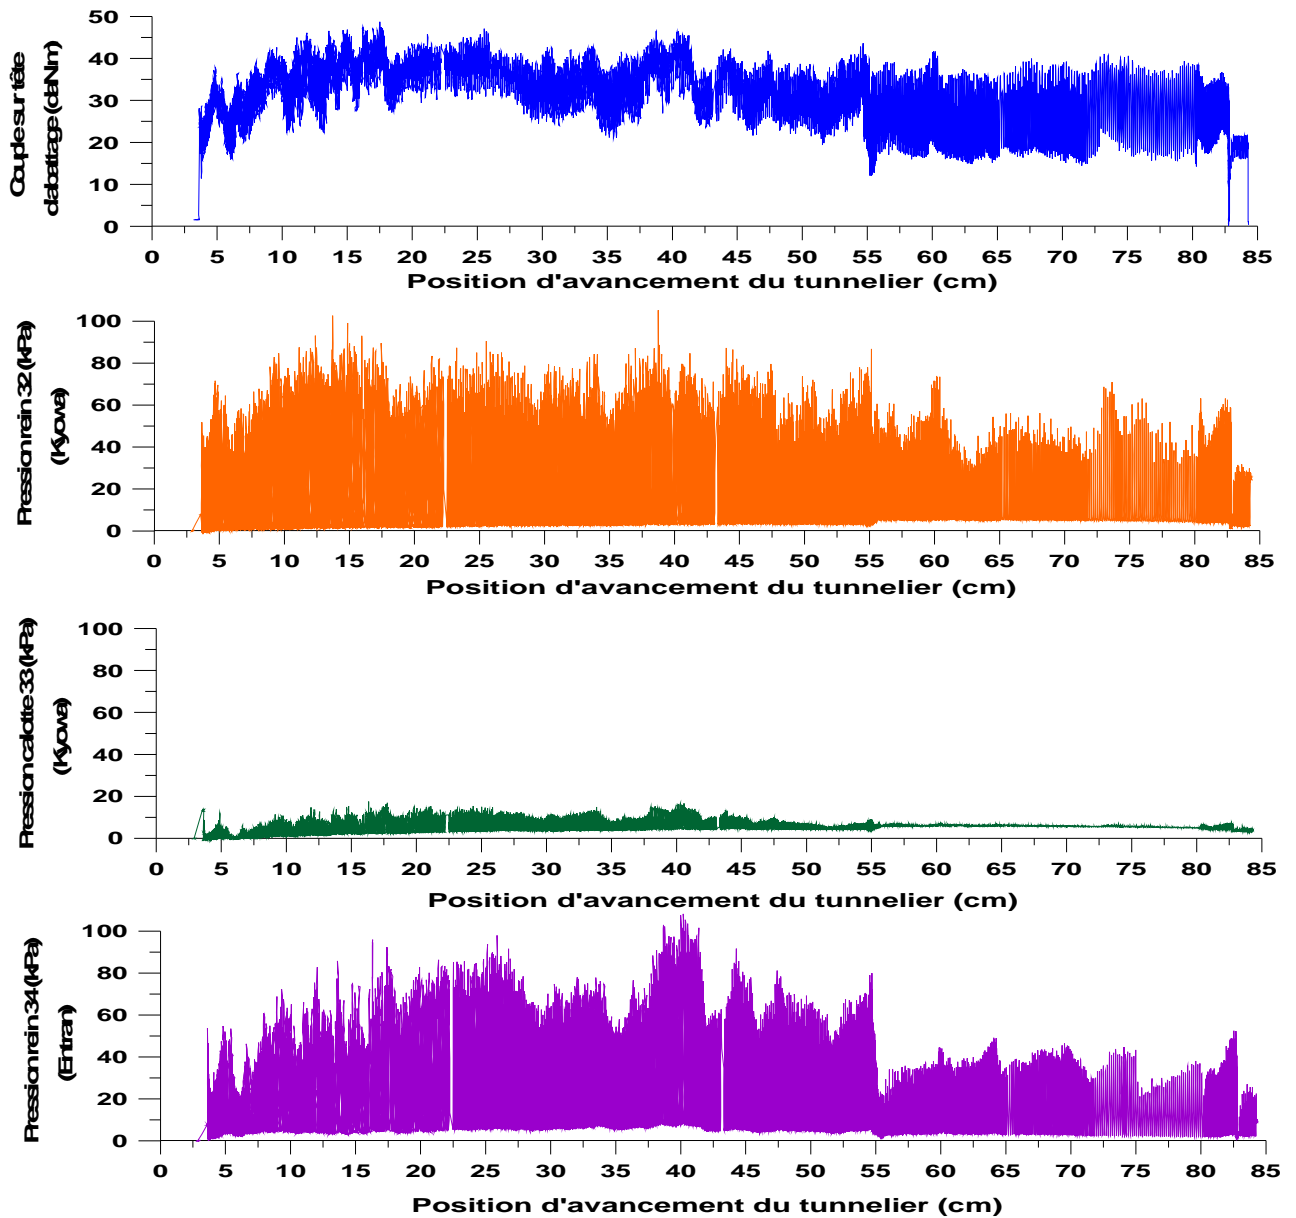 50
40
30
20
10
0
Couple sur tête
d'abattage (daNm)
0 5 10 15 20 25 30 35 40 45 50 55 60 65 70 75 80 85
Position d'avancement du tunnelier (cm)
100
80
60
40
20
0
Pression rein 32 (kPa)
(Kyowa)
0 5 10 15 20 25 30 35 40 45 50 55 60 65 70 75 80 85
Position d'avancement du tunnelier (cm)
100
80
60
40
20
0
Pression calotte 33 (kPa)
(Kyowa)
0 5 10 15 20 25 30 35 40 45 50 55 60 65 70 75 80 85
Position d'avancement du tunnelier (cm)
100
80
60
40
20
0
Pression rein 34 (kPa)
(Entran)
0 5 10 15 20 25 30 35 40 45 50 55 60 65 70 75 80 85
Position d'avancement du tunnelier (cm)